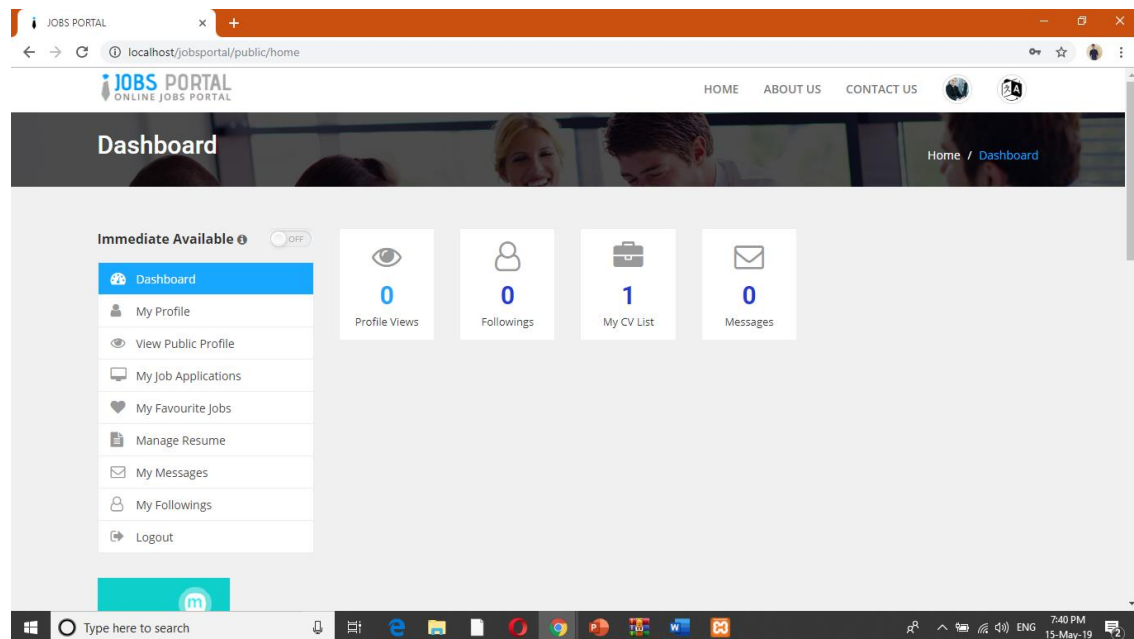 JOBS PORTAL
localhost/jobsportal/public/home
JOBS PORTAL
ONLINE JOBS PORTAL
HOME ABOUT US CONTACT US
A
Dashboard
Home / Dashboard
Immediate Available
OFF
Dashboard
My Profile
View Public Profile
My Job Applications
My Favourite Jobs
Manage Resume
My Messages
My Followings
Logout
0
Profile Views
0
Followings
1
My CV List
0
Messages
m
Type here to search
ENG
7:40 PM
15-May-19
2